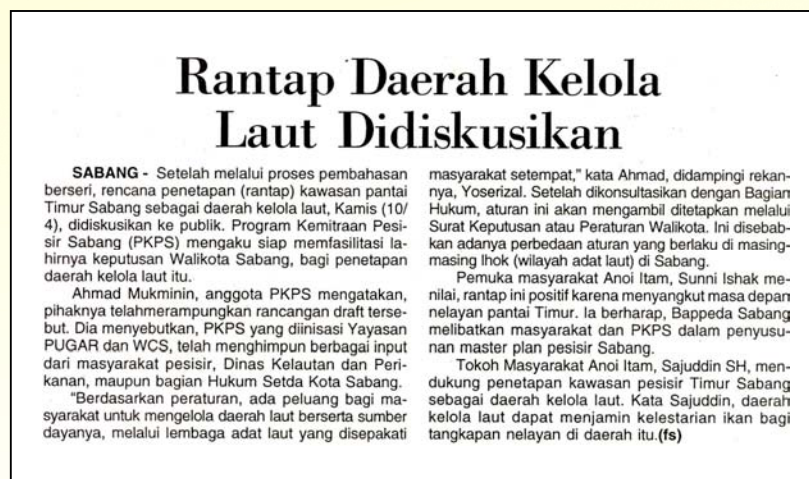 Rantap Daerah Kelola
Laut Didiskusikan
SABANG - Setelah melalui proses pembahasan
berseri, rencana penetapan (rantap) kawasan pantai
Timur Sabang sebagai daerah kelola laut, Kamis (10/
4), didiskusikan ke publik. Program Kemitraan Pesi-
sir Sabang (PKPS) mengaku siap memfasilitasi la-
hirnya keputusan Walikota Sabang, bagi penetapan
daerah kelola laut itu.
Ahmad Mukminin, anggota PKPS mengatakan,
pihaknya telahmerampungkan rancangan draft terse-
but. Dia menyebutkan, PKPS yang diinisasi Yayasan
PUGAR dan WCS, telah menghimpun berbagai input
dari masyarakat pesisir, Dinas Kelautan dan Peri-
kanan, maupun bagian Hukum Setda Kota Sabang.
"Berdasarkan peraturan, ada peluang bagi ma-
syarakat untuk mengelola daerah laut berserta sumber
dayanya, melalui lembaga adat laut yang disepakati
masyarakat setempat," kata Ahmad, didampingi rekan-
nya, Yoserizal. Setelah dikonsultasikan dengan Bagian
Hukum, aturan ini akan mengambil ditetapkan melalui
Surat Keputusan atau Peraturan Walikota. Ini disebab-
kan adanya perbedaan aturan yang berlaku di masing-
masing lhok (wilayah adat laut) di Sabang.
Pemuka masyarakat Anoi Itam, Sunni Ishak me-
nilai, rantap ini positif karena menyangkut masa depan
nelayan pantai Timur. Ia berharap, Bappeda Sabang
melibatkan masyarakat dan PKPS dalam penyusu-
nan master plan pesisir Sabang.
Tokoh Masyarakat Anoi Itam, Sajuddin SH, men-
dukung penetapan kawasan pesisir Timur Sabang
sebagai daerah kelola laut. Kata Sajuddin, daerah
kelola laut dapat menjamin kelestarian ikan bagi
tangkapan nelayan di daerah itu.(fs)